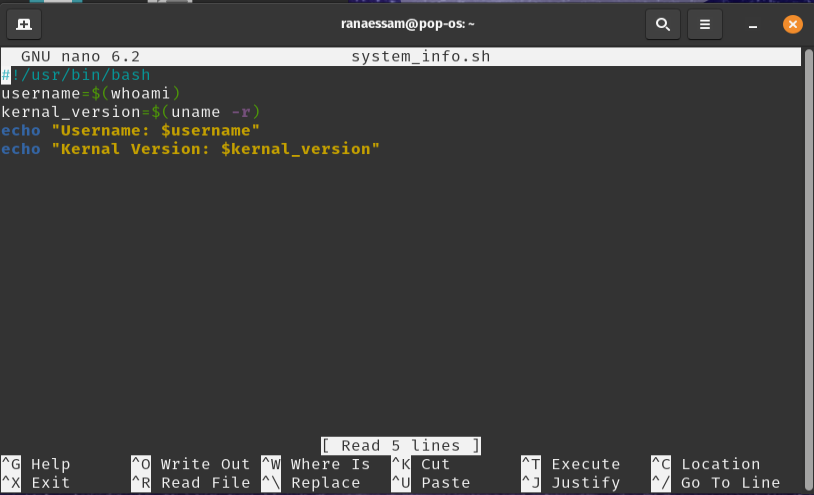 ranaessam@pop-os: ~
GNU nano 6.2 system_info.sh
#!/usr/bin/bash
username=$(whoami)
kernal_version=$(uname -r)
echo "Username: $username"
echo "Kernal Version: $kernal_version"
[ Read 5 lines ]
^G Help ^O Write Out ^W Where Is ^K Cut ^T Execute ^C Location
^X Exit ^R Read File ^\ Replace ^U Paste ^J Justify ^/ Go To Line